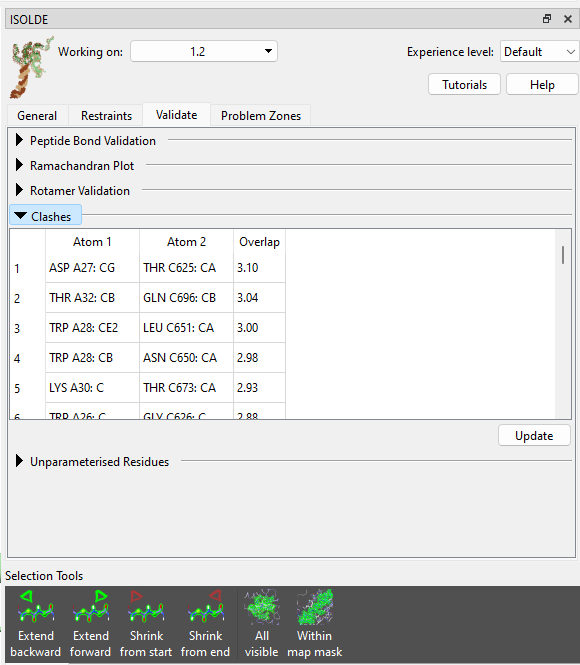 ISOLDE
Working on: 1.2 Experience level: Default
Tutorials Help
General Restraints Validate Problem Zones
Peptide Bond Validation
Ramachandran Plot
Rotamer Validation
Clashes
Atom 1 Atom 2 Overlap
1 ASP A27: CG THR C625: CA 3.10
2 THR A32: CB GLN C696: CB 3.04
3 TRP A28: CE2 LEU C651: CA 3.00
4 TRP A28: CB ASN C650: CA 2.98
5 LYS A30: C THR C673: CA 2.93
6 TRP A26: C GLY C626: C 2.88
Update
Unparameterised Residues
Selection Tools
Extend backward
Extend forward
Shrink from start
Shrink from end
All visible
Within map mask